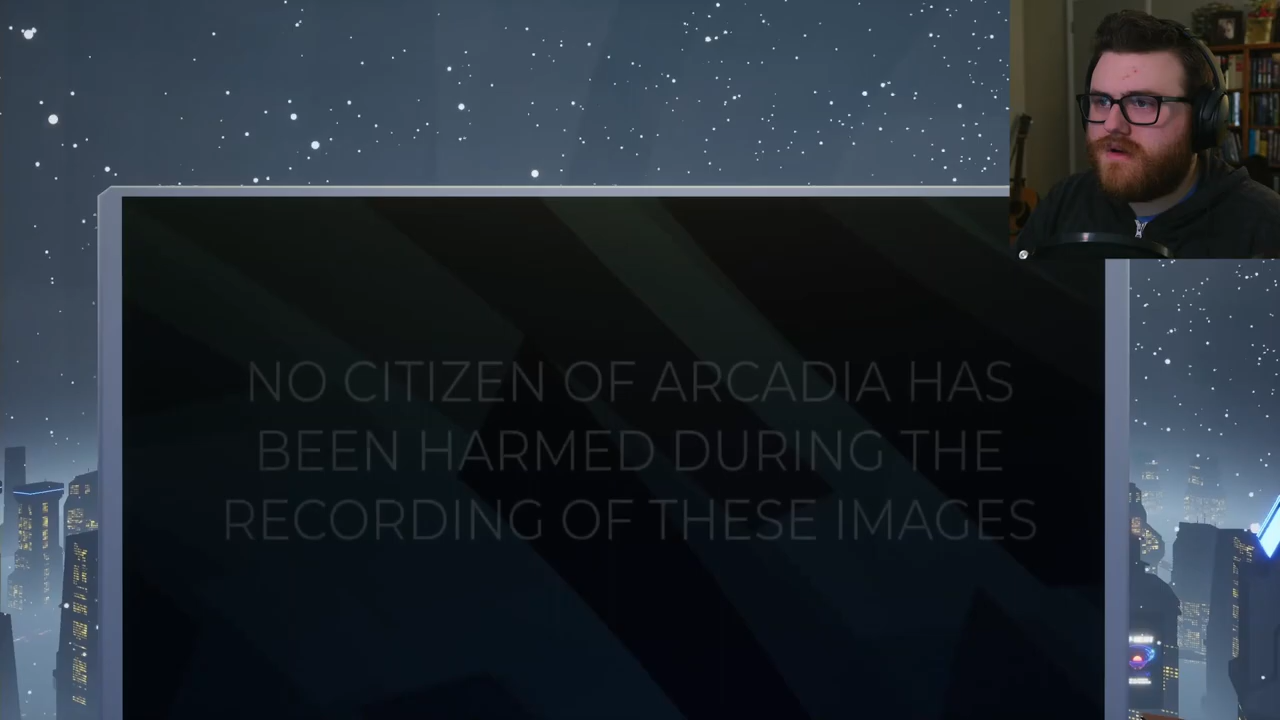 NO CITIZEN OF ARCADIA HAS
BEEN HARMED DURING THE
RECORDING OF THESE IMAGES